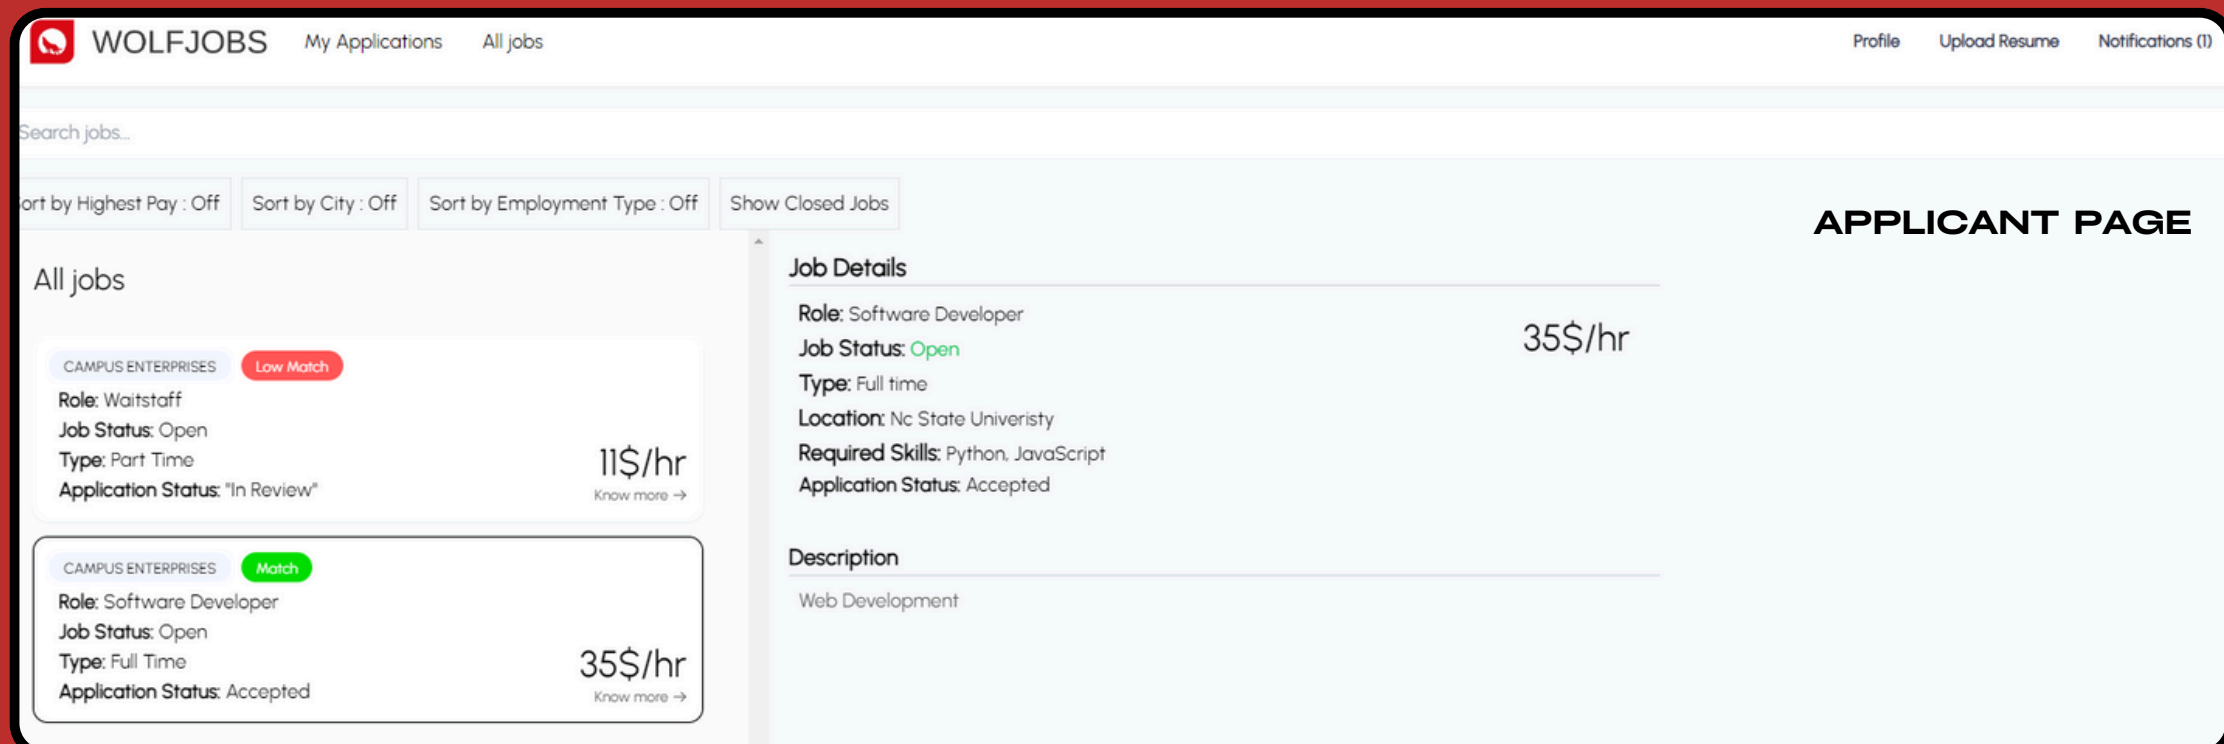 WOLFJOBS My Applications All jobs Profile Upload Resume Notifications (1)
Search jobs...
ort by Highest Pay : Off Sort by City : Off Sort by Employment Type : Off Show Closed Jobs
APPLICANT PAGE
All jobs
CAMPUS ENTERPRISES Low Match
Role: Waitstaff
Job Status: Open
Type: Part Time
Application Status: "In Review"
11$/hr
Know more →
CAMPUS ENTERPRISES Match
Role: Software Developer
Job Status: Open
Type: Full Time
Application Status: Accepted
35$/hr
Know more →
Job Details
Role: Software Developer
Job Status: Open
Type: Full time
Location: Nc State Univeristy
Required Skills: Python, JavaScript
Application Status: Accepted
35$/hr
Description
Web Development